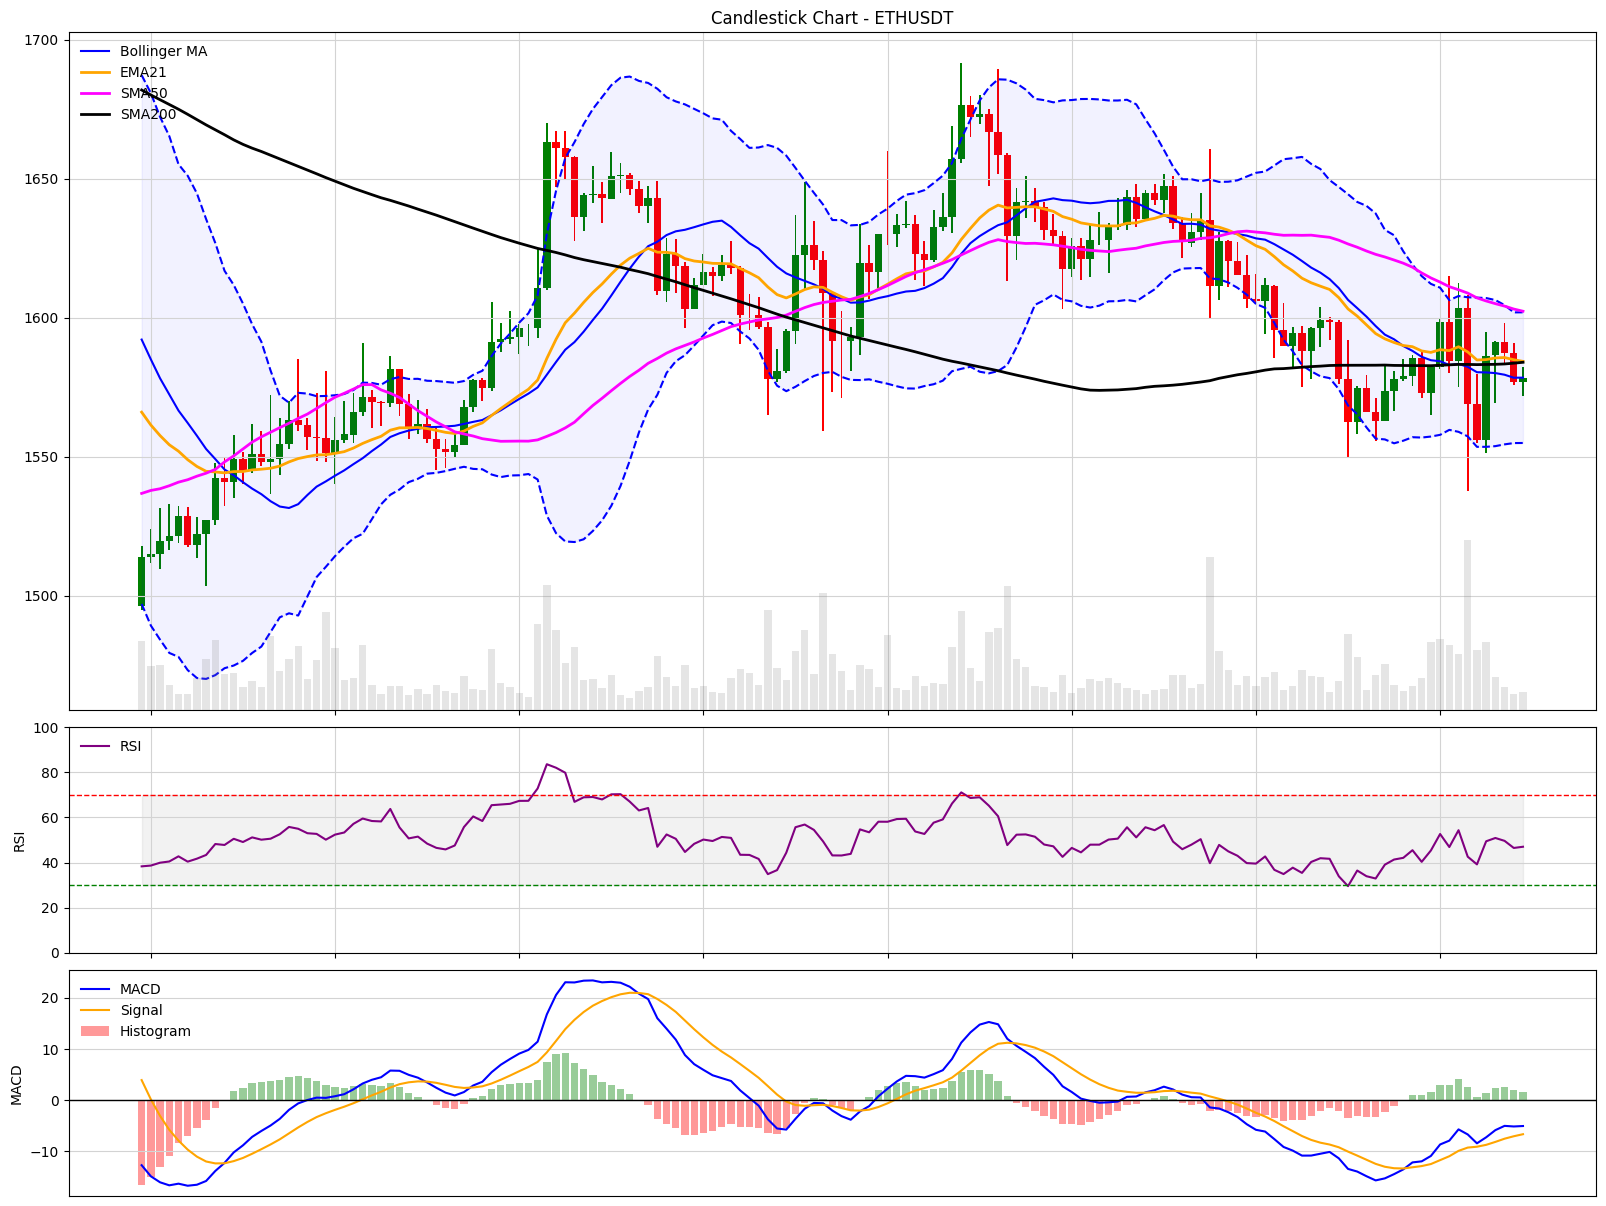 Candlestick Chart - ETHUSDT
1700
1650
1600
1550
1500
Bollinger MA
EMA21
SMA50
SMA200
100
80
60
40
20
0
RSI
RSI
20
10
0
−10
MACD
MACD
Signal
Histogram